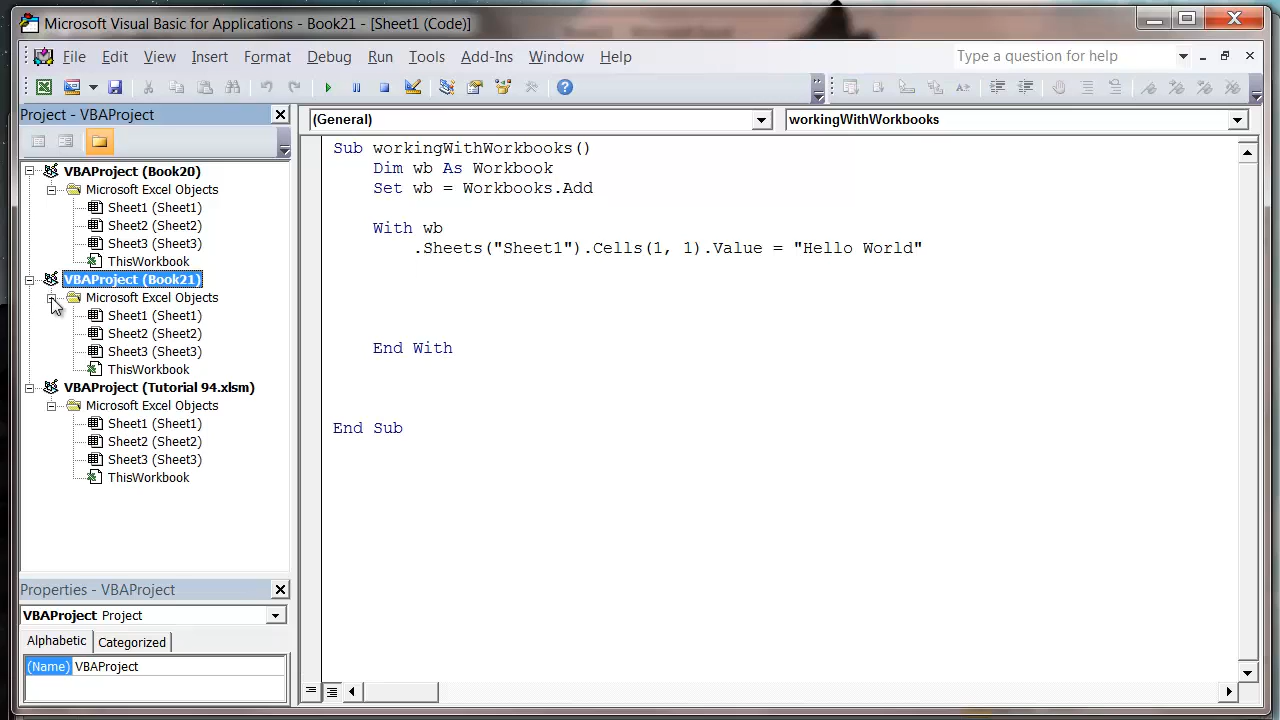 Microsoft Visual Basic for Applications - Book21 - [Sheet1 (Code)]
File Edit View Insert Format Debug Run Tools Add-Ins Window Help
Type a question for help
Project - VBAProject
(General)
workingWithWorkbooks
VBAProject (Book20)
Microsoft Excel Objects
Sheet1 (Sheet1)
Sheet2 (Sheet2)
Sheet3 (Sheet3)
ThisWorkbook
VBAProject (Book21)
Microsoft Excel Objects
Sheet1 (Sheet1)
Sheet2 (Sheet2)
Sheet3 (Sheet3)
ThisWorkbook
VBAProject (Tutorial 94.xlsm)
Microsoft Excel Objects
Sheet1 (Sheet1)
Sheet2 (Sheet2)
Sheet3 (Sheet3)
ThisWorkbook
Sub workingWithWorkbooks()
Dim wb As Workbook
Set wb = Workbooks.Add
With wb
.Sheets("Sheet1").Cells(1, 1).Value = "Hello World"
End With
End Sub
Properties - VBAProject
VBAProject Project
Alphabetic Categorized
(Name) VBAProject